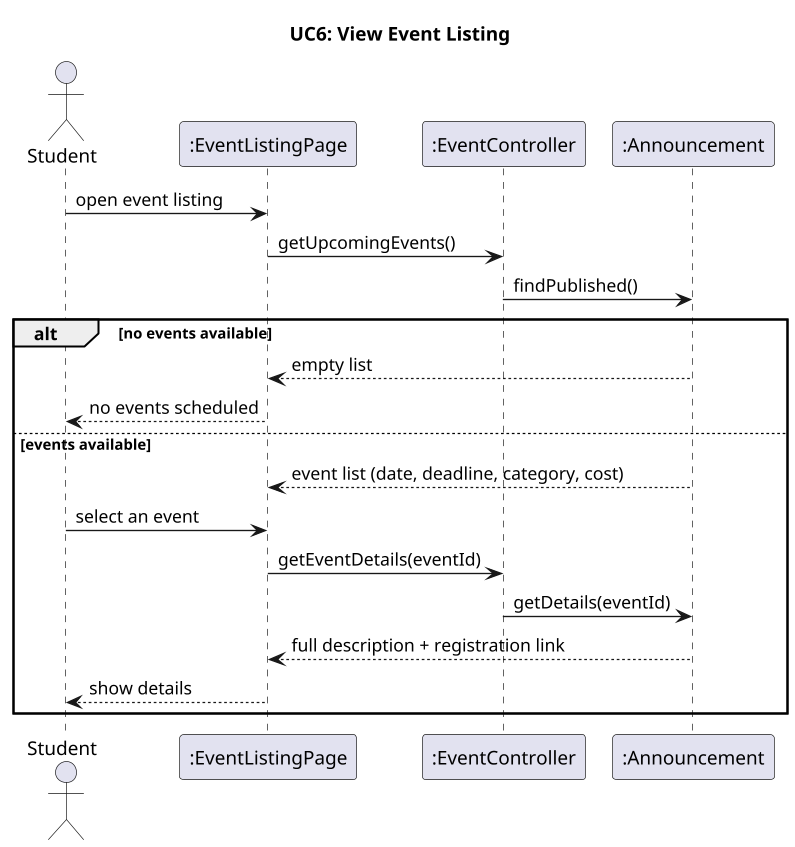 UC6: View Event Listing
Student
:EventListingPage
:EventController
:Announcement
open event listing
getUpcomingEvents()
findPublished()
alt
[no events available]
empty list
no events scheduled
[events available]
event list (date, deadline, category, cost)
select an event
getEventDetails(eventId)
getDetails(eventId)
full description + registration link
show details
Student
:EventListingPage
:EventController
:Announcement